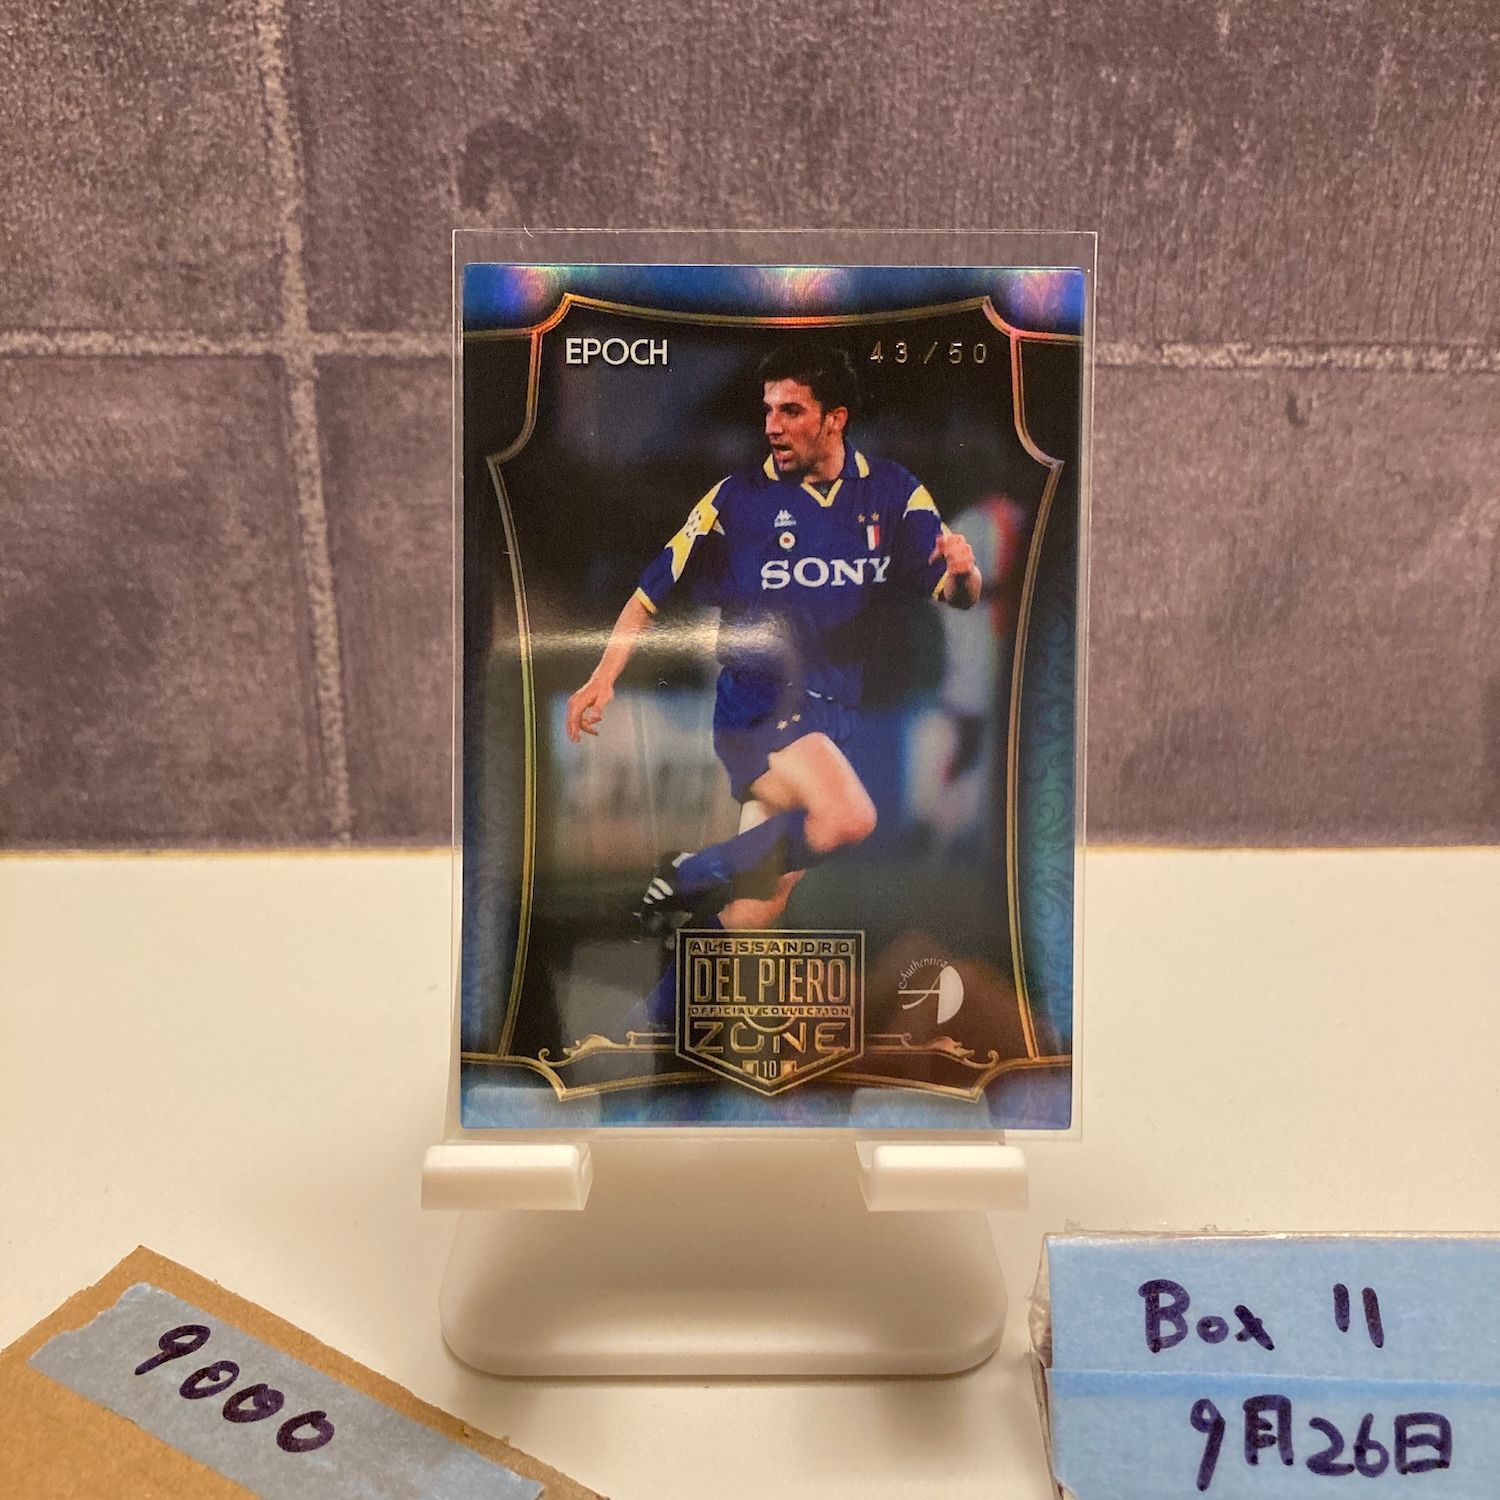 EPOCH
43/50
SONY
ALESSANDRO
DEL PIERO
OFFICIAL COLLECTION
ZONE
10
Authentica
9000
Box 11
9月26日